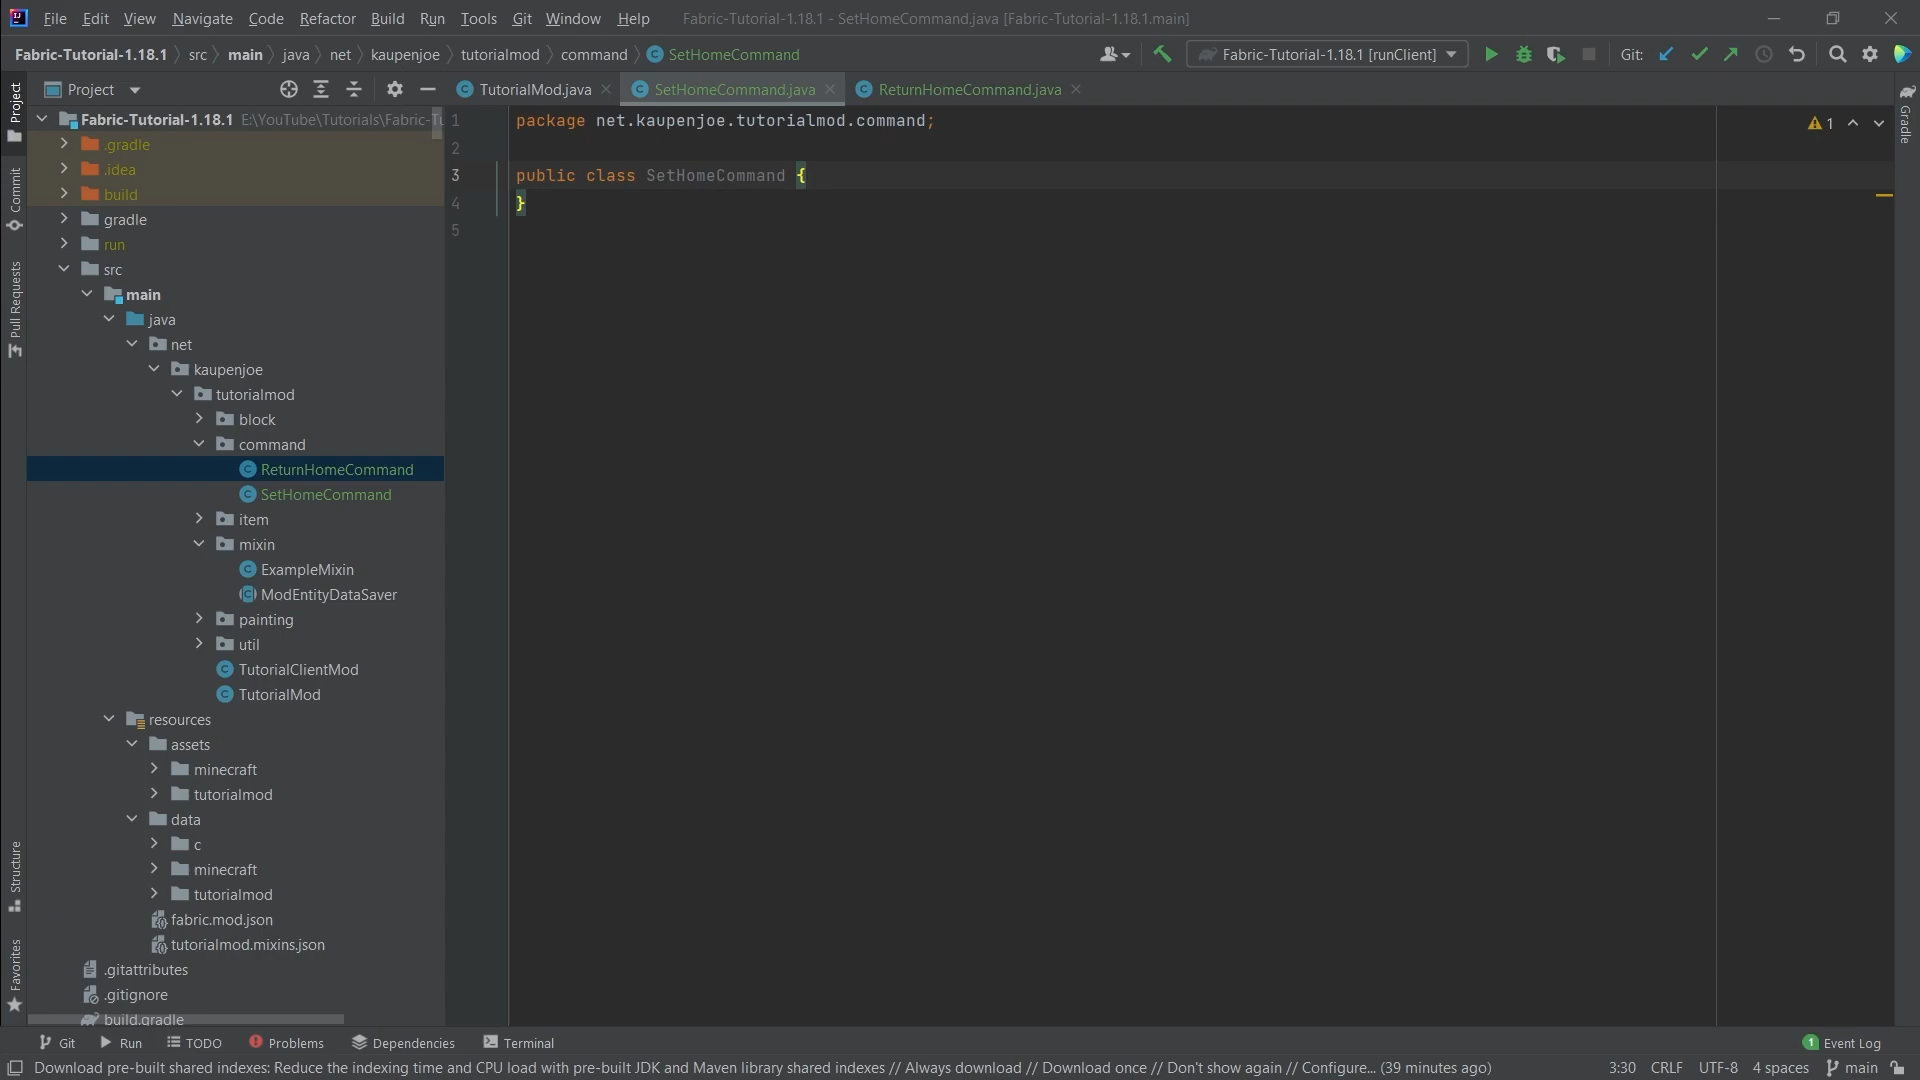 File Edit View Navigate Code Refactor Build Run Tools Git Window Help Fabric-Tutorial-1.18.1 - SetHomeCommand.java [Fabric-Tutorial-1.18.1.main]
Fabric-Tutorial-1.18.1 src main java net kaupenjoe tutorialmod command SetHomeCommand Fabric-Tutorial-1.18.1 [runClient] Git:
Project TutorialMod.java SetHomeCommand.java ReturnHomeCommand.java
Fabric-Tutorial-1.18.1 E:\YouTube\Tutorials\Fabric-Tu
.gradle
.idea
build
gradle
run
src
main
java
net
kaupenjoe
tutorialmod
block
command
ReturnHomeCommand
SetHomeCommand
item
mixin
ExampleMixin
ModEntityDataSaver
painting
util
TutorialClientMod
TutorialMod
resources
assets
minecraft
tutorialmod
data
c
minecraft
tutorialmod
fabric.mod.json
tutorialmod.mixins.json
.gitattributes
.gitignore
build.gradle
1 package net.kaupenjoe.tutorialmod.command;
2
3 public class SetHomeCommand {
4 }
5
1
Project
Commit
Pull Requests
Structure
Favorites
Gradle
Git Run TODO Problems Dependencies Terminal 1 Event Log
Download pre-built shared indexes: Reduce the indexing time and CPU load with pre-built JDK and Maven library shared indexes // Always download // Download once // Don't show again // Configure... (39 minutes ago) 3:30 CRLF UTF-8 4 spaces main